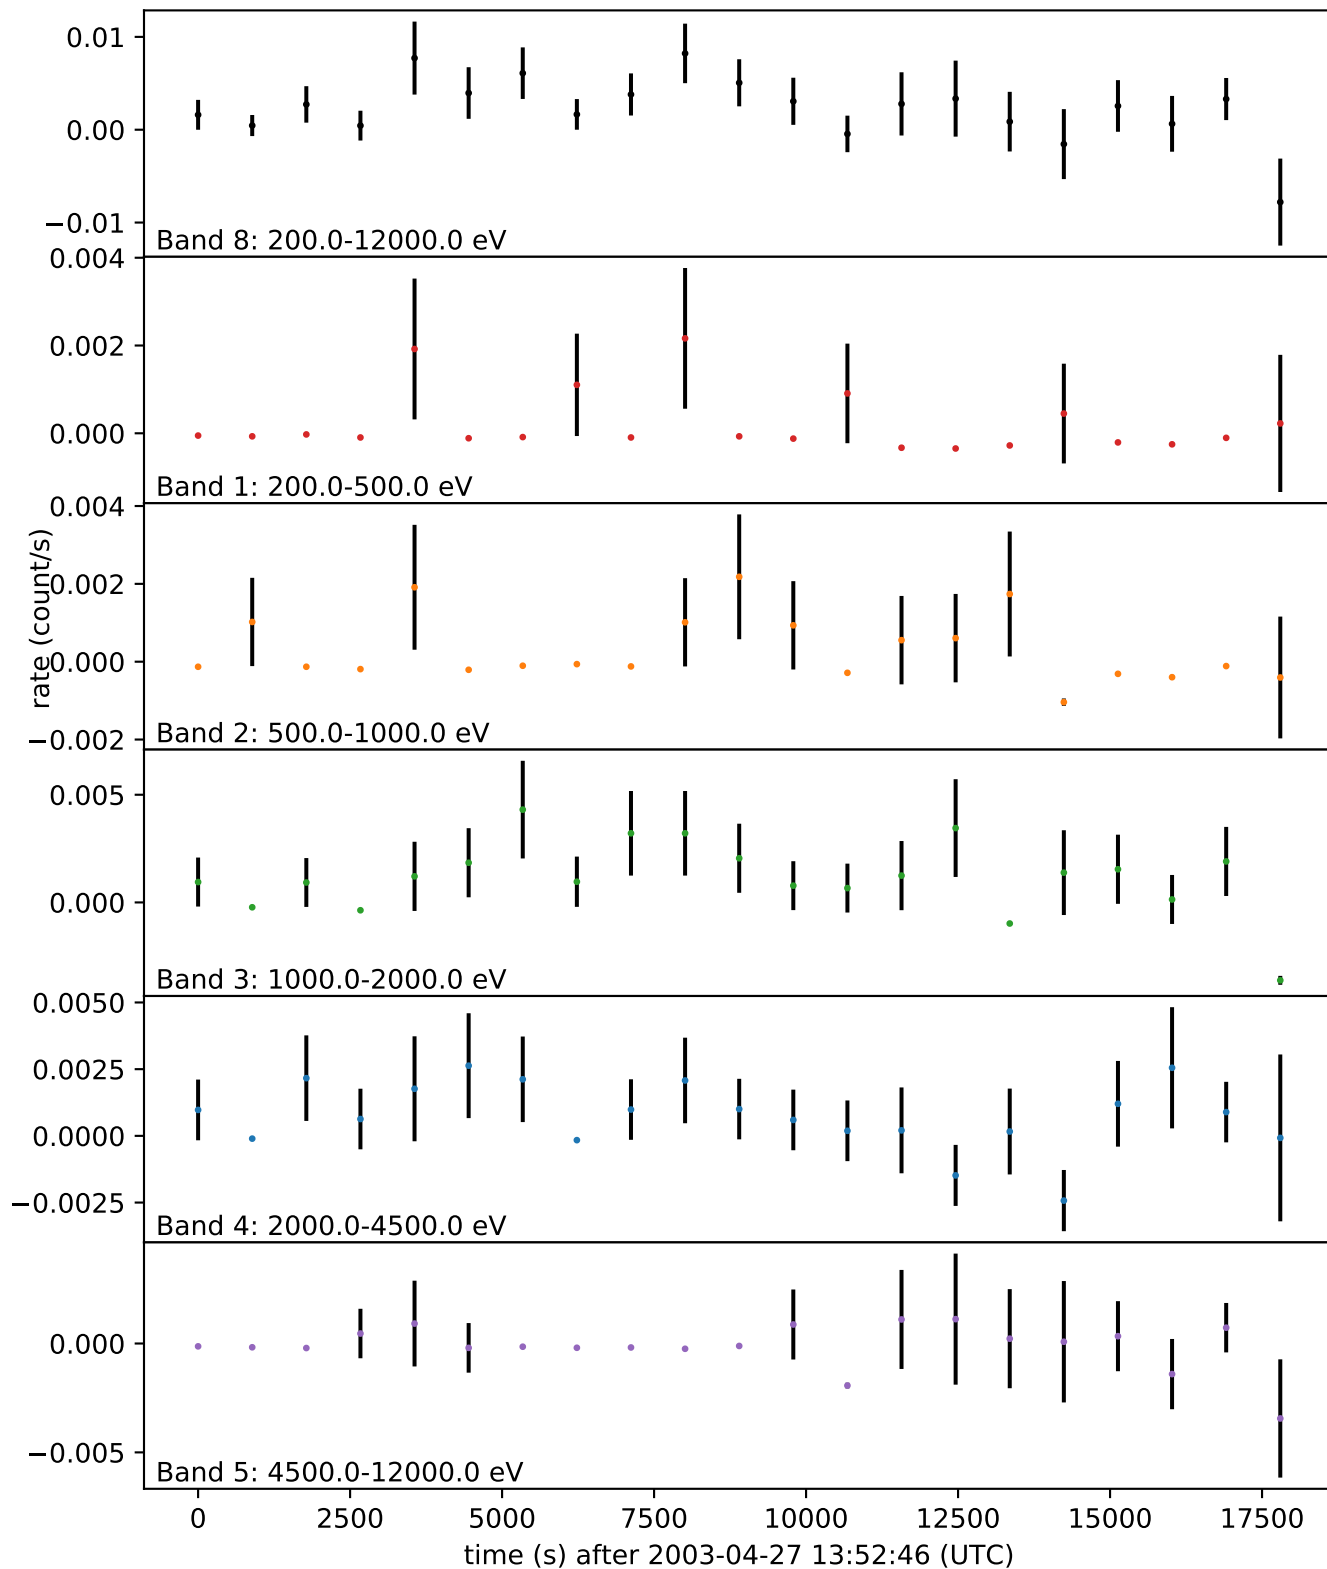 0.01
0.00
−0.01
Band 8: 200.0-12000.0 eV
0.004
0.002
0.000
Band 1: 200.0-500.0 eV
0.004
0.002
0.000
−0.002
rate (count/s)
Band 2: 500.0-1000.0 eV
0.005
0.000
Band 3: 1000.0-2000.0 eV
0.0050
0.0025
0.0000
−0.0025
Band 4: 2000.0-4500.0 eV
0.000
−0.005
Band 5: 4500.0-12000.0 eV
0 2500 5000 7500 10000 12500 15000 17500
time (s) after 2003-04-27 13:52:46 (UTC)